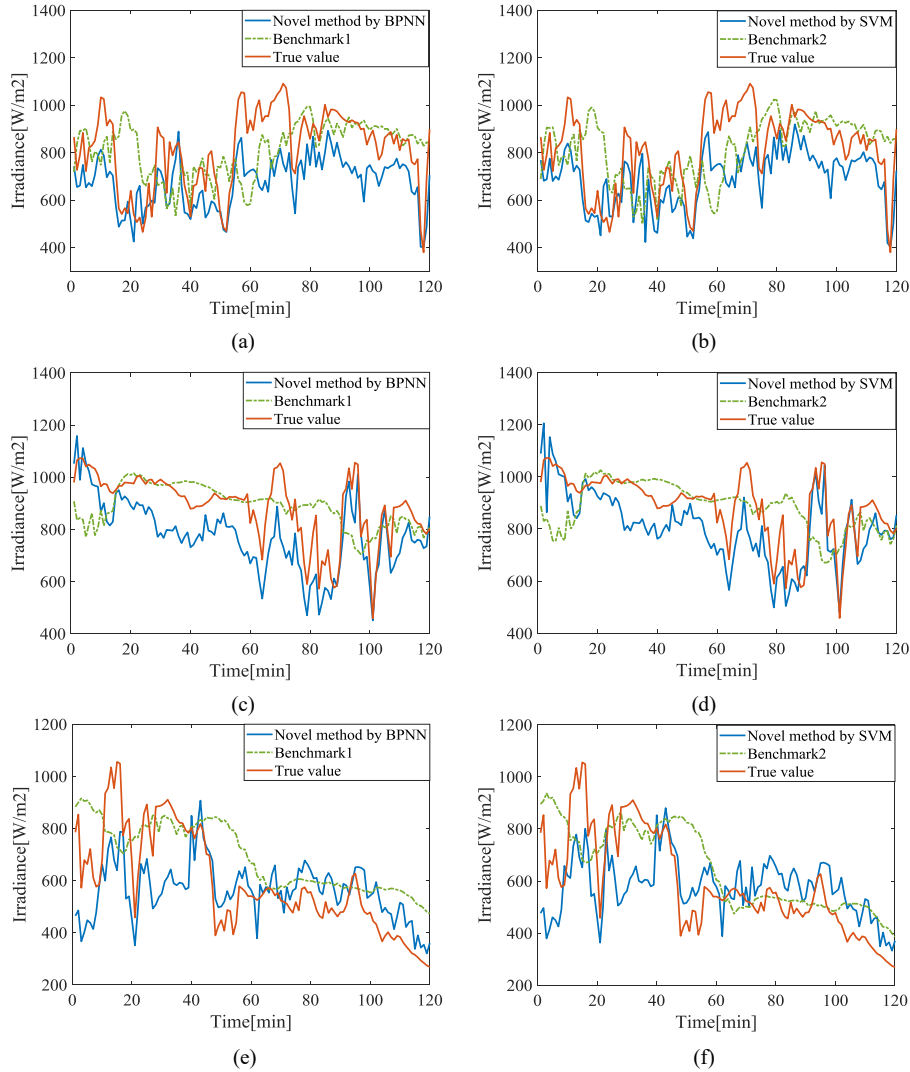 1400
1200
1000
800
600
400
0 20 40 60 80 100 120
Irradiance[W/m2]
Time[min]
Novel method by BPNN
Benchmark1
True value
(a)
1400
1200
1000
800
600
400
0 20 40 60 80 100 120
Irradiance[W/m2]
Time[min]
Novel method by SVM
Benchmark2
True value
(b)
1400
1200
1000
800
600
400
0 20 40 60 80 100 120
Irradiance[W/m2]
Time[min]
Novel method by BPNN
Benchmark1
True value
(c)
1400
1200
1000
800
600
400
0 20 40 60 80 100 120
Irradiance[W/m2]
Time[min]
Novel method by SVM
Benchmark2
True value
(d)
1200
1000
800
600
400
200
0 20 40 60 80 100 120
Irradiance[W/m2]
Time[min]
Novel method by BPNN
Benchmark1
True value
(e)
1200
1000
800
600
400
200
0 20 40 60 80 100 120
Irradiance[W/m2]
Time[min]
Novel method by SVM
Benchmark2
True value
(f)